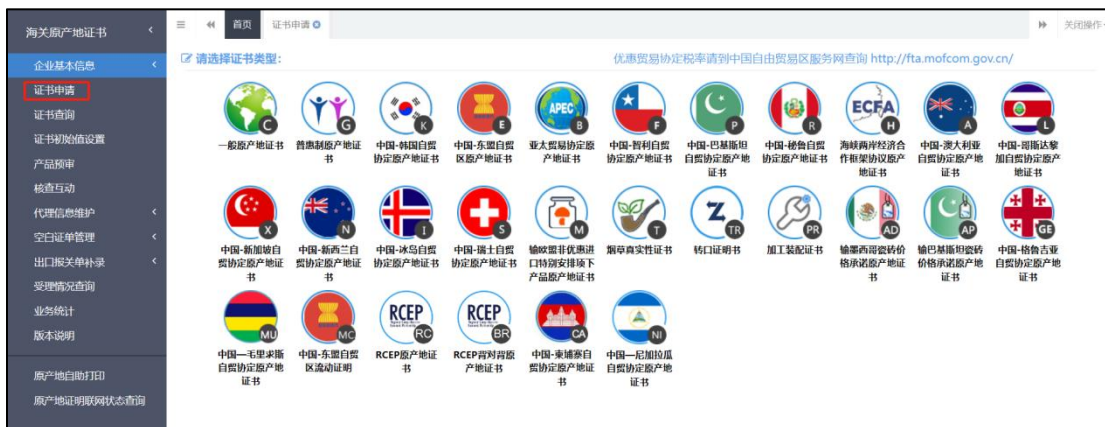 海关原产地证书
企业基本信息
证书申请
证书查询
证书初始值设置
产品预审
核查互动
代理信息维护
空白证单管理
出口报关单补录
受理情况查询
业务统计
版本说明
原产地自助打印
原产地证明联网状态查询
首页 证书申请 关闭操作
请选择证书类型:
优惠贸易协定税率请到中国自由贸易区服务网查询 http://fta.mofcom.gov.cn/
C
一般原产地证书
G
普惠制原产地证
书
K
中国-韩国自贸
协定原产地证书
E
中国-东盟自贸
区原产地证书
APEC
B
亚太贸易协定原
产地证书
F
中国-智利自贸
协定原产地证书
P
中国-巴基斯坦
自贸协定原产地
证书
R
中国-秘鲁自贸
协定原产地证书
ECFA
H
海峡两岸经济合
作框架协议原产
地证书
A
中国-澳大利亚
自贸协定原产地
证书
L
中国-哥斯达黎
加自贸协定原产
地证书
X
中国-新加坡自
贸协定原产地证
书
N
中国-新西兰自
贸协定原产地证
书
I
中国-冰岛自贸
协定原产地证书
S
中国-瑞士自贸
协定原产地证书
M
输欧盟非优惠进
口特别安排项下
产品原产地证书
T
烟草真实性证书
Z
TR
转口证明书
PR
加工装配证书
AD
输墨西哥瓷砖价
格承诺原产地证
书
AP
输巴基斯坦瓷砖
价格承诺原产地
证书
GE
中国-格鲁吉亚
自贸协定原产地
证书
MU
中国—毛里求斯
自贸协定原产地
证书
MC
中国-东盟自贸
区流动证明
RCEP
RC
RCEP原产地证
书
RCEP
BR
RCEP背对背原
产地证书
CA
中国-柬埔寨自
贸协定原产地证
书
NI
中国—尼加拉瓜
自贸协定原产地
证书